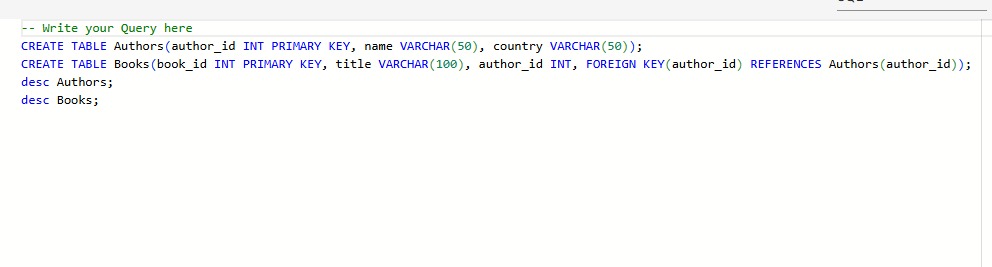 -- Write your Query here
CREATE TABLE Authors(author_id INT PRIMARY KEY, name VARCHAR(50), country VARCHAR(50));
CREATE TABLE Books(book_id INT PRIMARY KEY, title VARCHAR(100), author_id INT, FOREIGN KEY(author_id) REFERENCES Authors(author_id));
desc Authors;
desc Books;